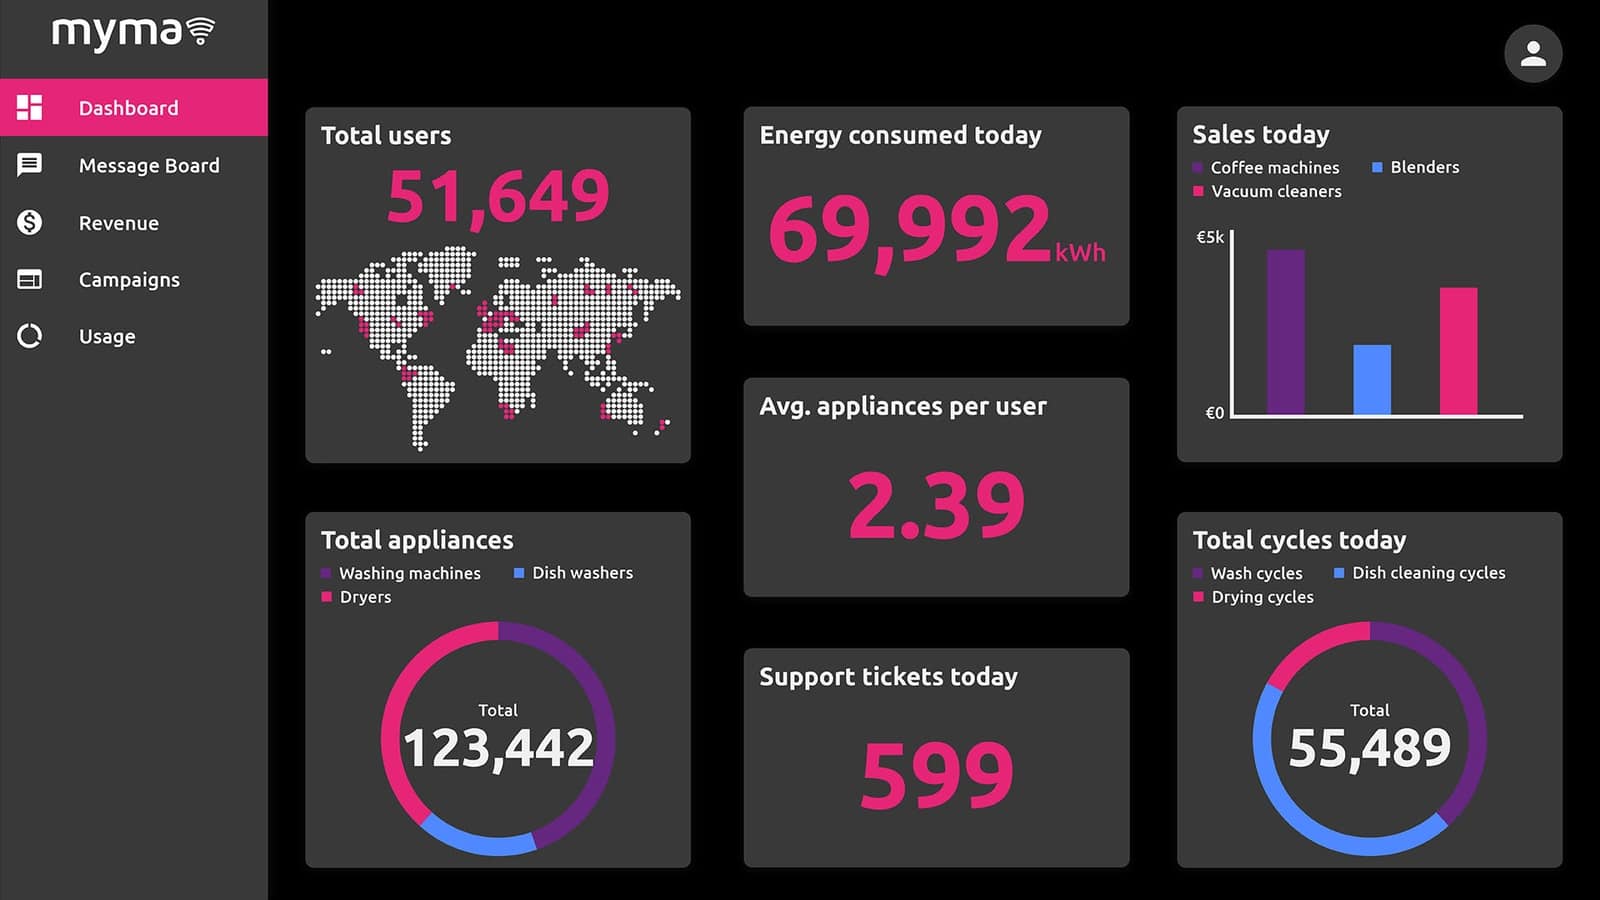 myma
Dashboard
Message Board
Revenue
Campaigns
Usage
Total users
51,649
Energy consumed today
69,992 kWh
Sales today
Coffee machines
Blenders
Vacuum cleaners
€5k
€0
Avg. appliances per user
2.39
Total appliances
Washing machines
Dish washers
Dryers
Total
123,442
Support tickets today
599
Total cycles today
Wash cycles
Dish cleaning cycles
Drying cycles
Total
55,489